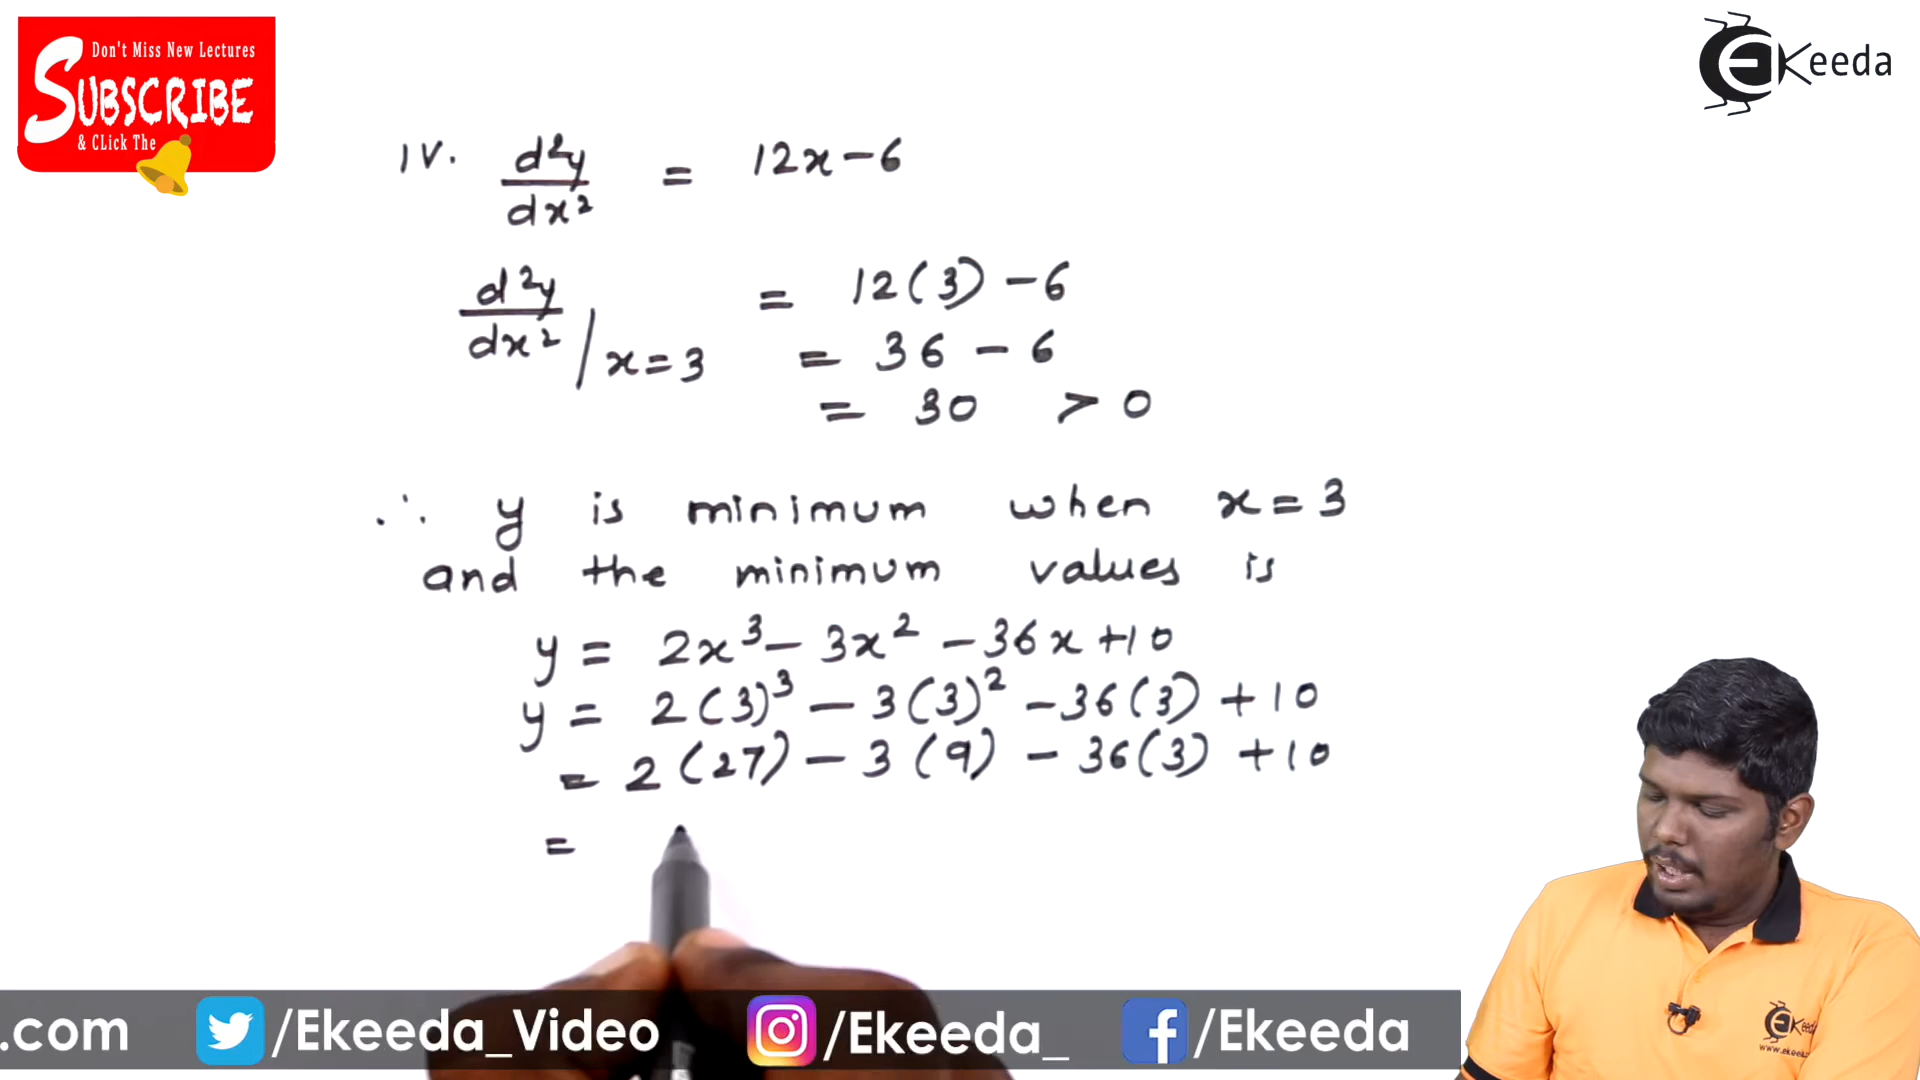 Don't Miss New Lectures
SUBSCRIBE
& CLick The
EKeeda
iv. d²y/dx² = 12x-6
d²y/dx² / x=3 = 12(3) -6
= 36 - 6
= 30 > 0
∴ y is minimum when x=3
and the minimum values is
y = 2x³- 3x² -36x+10
y = 2(3)³ - 3(3)² -36(3) +10
= 2(27) - 3(9) - 36(3) +10
=
Keeda
.com /Ekeeda_Video /Ekeeda_ /Ekeeda